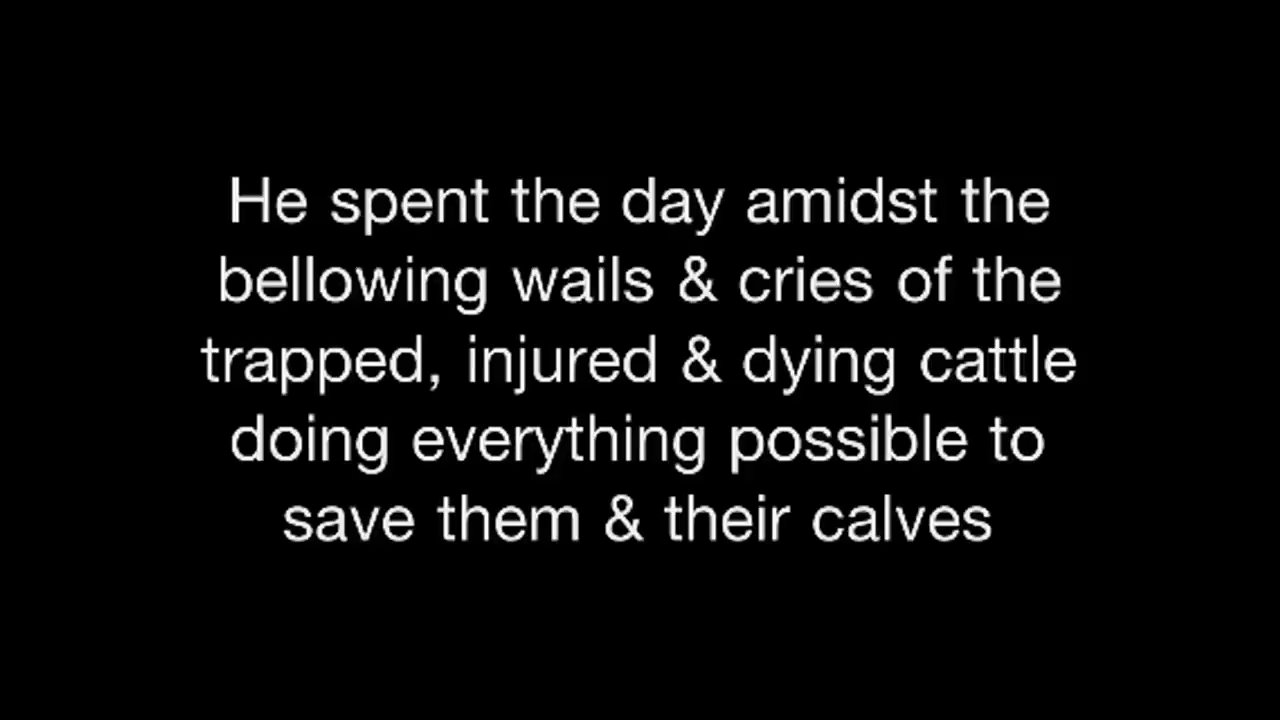 He spent the day amidst the
bellowing wails & cries of the
trapped, injured & dying cattle
doing everything possible to
save them & their calves